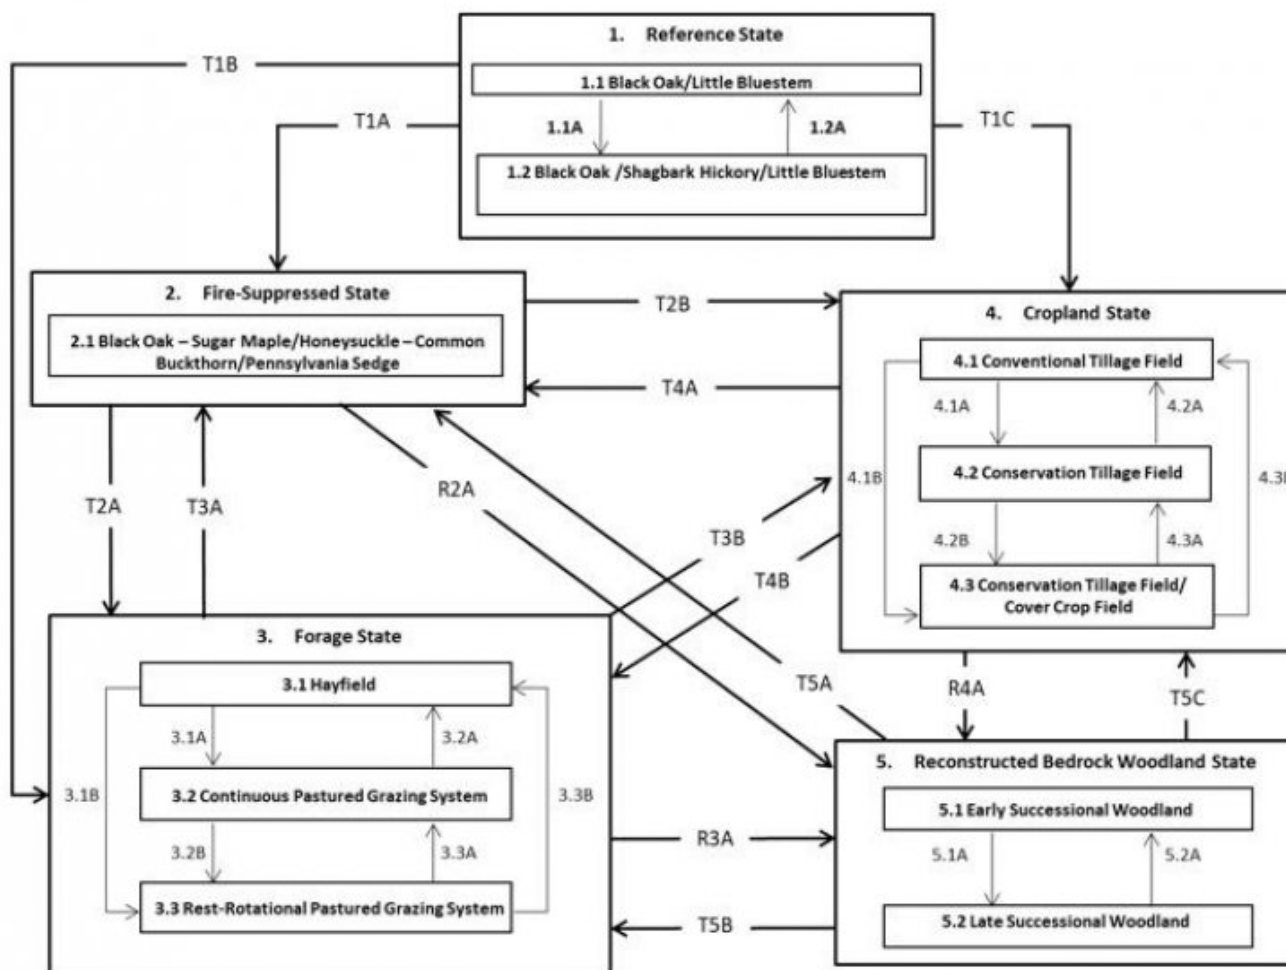 1. Reference State
T1B
1.1 Black Oak/Little Bluestem
T1A
1.1A
1.2A
T1C
1.2 Black Oak /Shagbark Hickory/Little Bluestem
2. Fire-Suppressed State
T2B
2.1 Black Oak – Sugar Maple/Honeysuckle – Common
Buckthorn/Pennsylvania Sedge
4. Cropland State
4.1 Conventional Tillage Field
T4A
4.1A
4.2A
4.1B
4.2 Conservation Tillage Field
4.2B
4.3A
4.3 Conservation Tillage Field/
Cover Crop Field
T2A
T3A
R2A
T3B
T4B
3. Forage State
3.1 Hayfield
3.1A
3.2A
3.1B
3.2 Continuous Pastured Grazing System
3.3B
3.2B
3.3A
3.3 Rest-Rotational Pastured Grazing System
T5A
R4A
T5C
R3A
T5B
5. Reconstructed Bedrock Woodland State
5.1 Early Successional Woodland
5.1A
5.2A
5.2 Late Successional Woodland